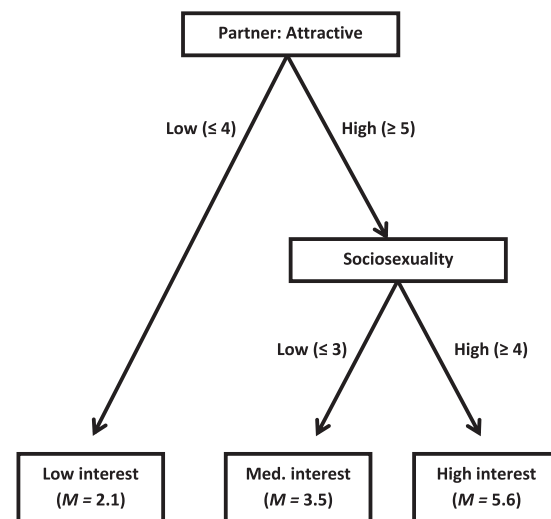 Partner: Attractive
Low (≤ 4)
High (≥ 5)
Sociosexuality
Low (≤ 3)
High (≥ 4)
Low interest
(M = 2.1)
Med. interest
(M = 3.5)
High interest
(M = 5.6)